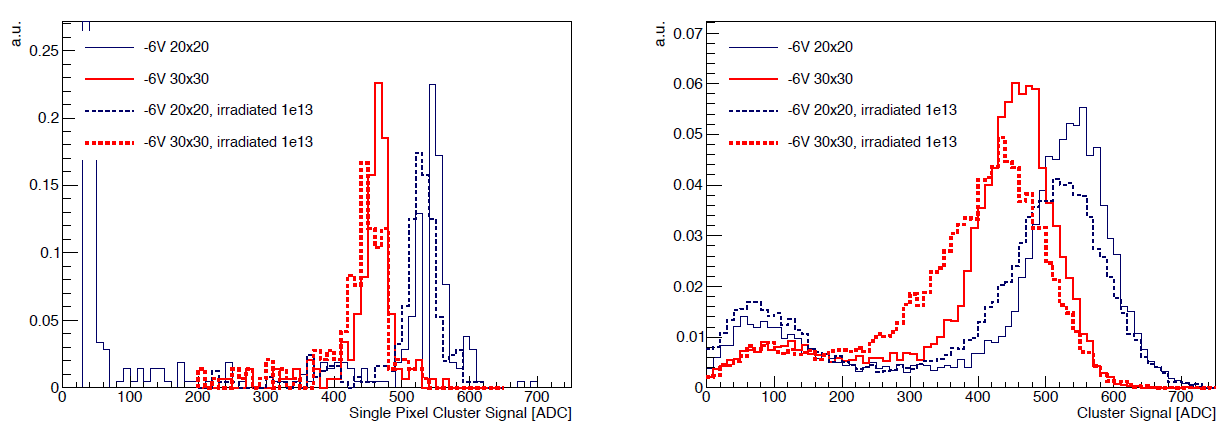 a.u.
0.25
0.2
0.15
0.1
0.05
0
-6V 20x20
-6V 30x30
-6V 20x20, irradiated 1e13
-6V 30x30, irradiated 1e13
0 100 200 300 400 500 600 700
Single Pixel Cluster Signal [ADC]
a.u.
0.07
0.06
0.05
0.04
0.03
0.02
0.01
0
-6V 20x20
-6V 30x30
-6V 20x20, irradiated 1e13
-6V 30x30, irradiated 1e13
0 100 200 300 400 500 600 700
Cluster Signal [ADC]